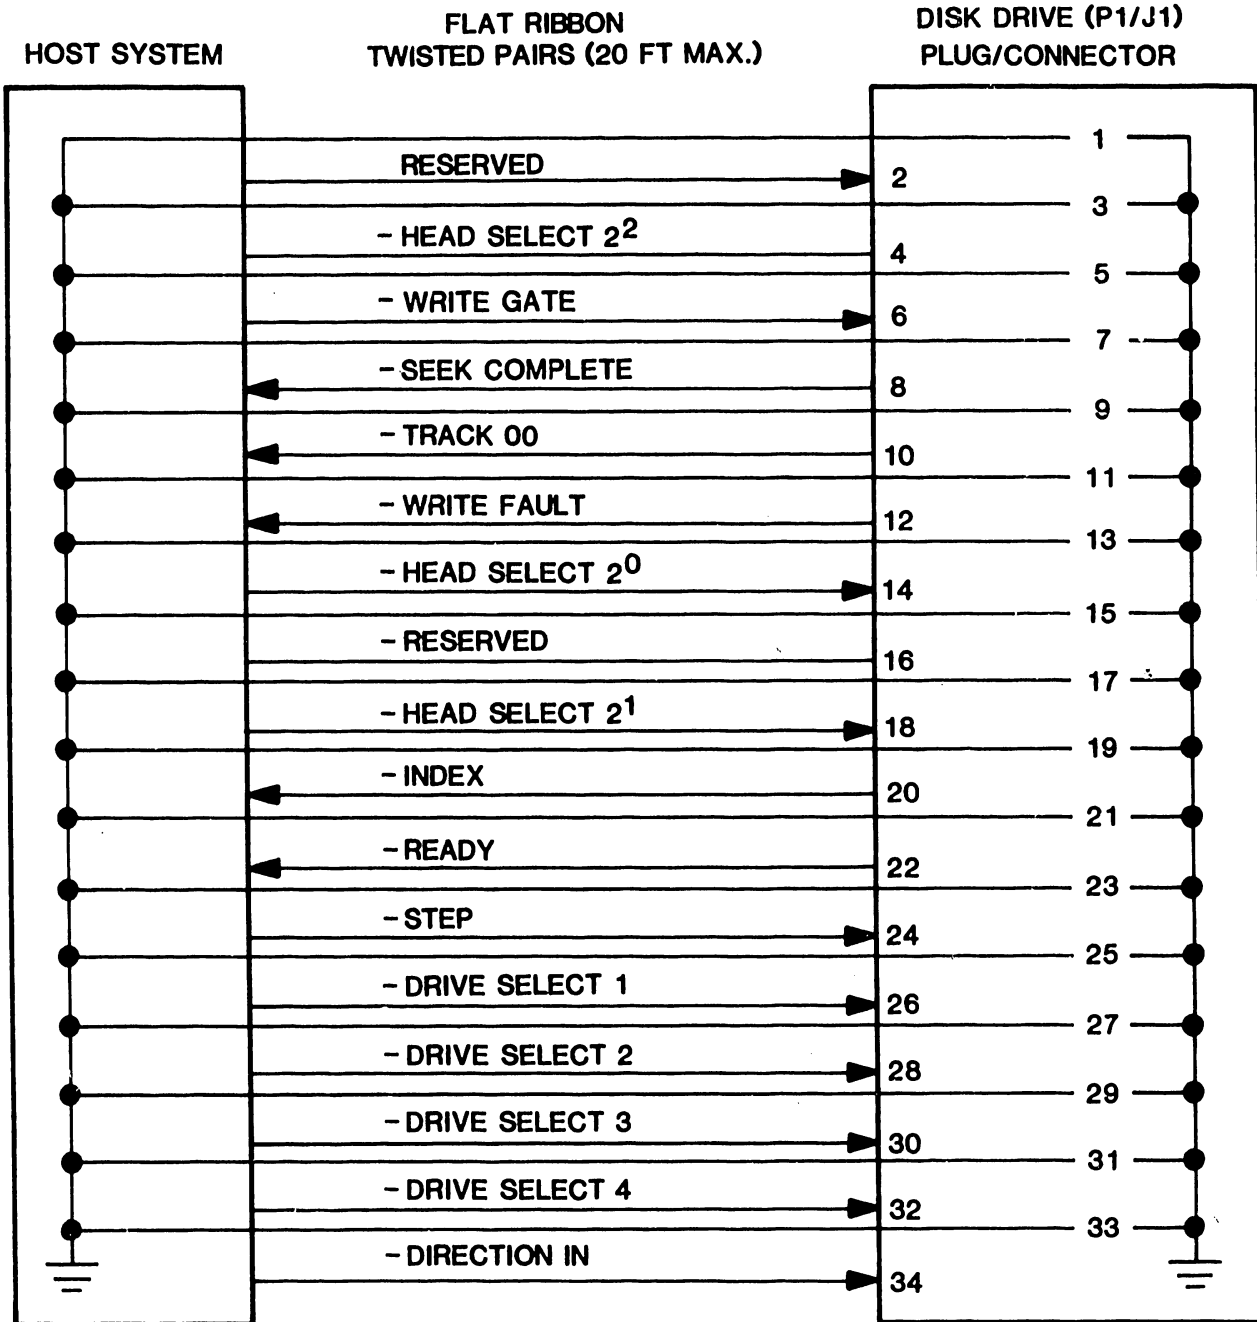 HOST SYSTEM
FLAT RIBBON
TWISTED PAIRS (20 FT MAX.)
DISK DRIVE (P1/J1)
PLUG/CONNECTOR
1
RESERVED
2
3
- HEAD SELECT 2²
4
5
- WRITE GATE
6
7
- SEEK COMPLETE
8
9
- TRACK 00
10
11
- WRITE FAULT
12
13
- HEAD SELECT 2⁰
14
15
- RESERVED
16
17
- HEAD SELECT 2¹
18
19
- INDEX
20
21
- READY
22
23
- STEP
24
25
- DRIVE SELECT 1
26
27
- DRIVE SELECT 2
28
29
- DRIVE SELECT 3
30
31
- DRIVE SELECT 4
32
33
- DIRECTION IN
34